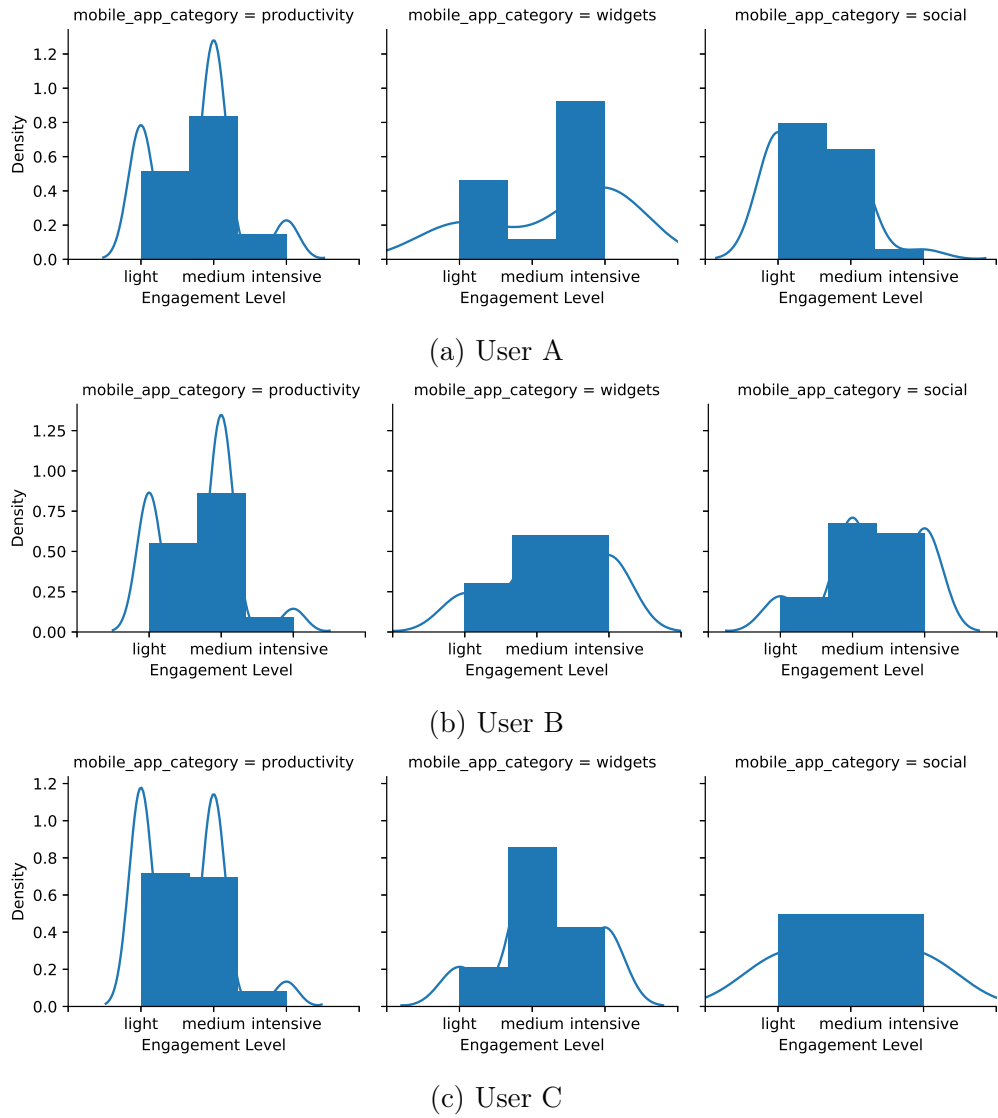 mobile_app_category = productivity mobile_app_category = widgets mobile_app_category = social
1.2
1.0
0.8
0.6
0.4
0.2
0.0
Density
light medium intensive light medium intensive light medium intensive
Engagement Level Engagement Level Engagement Level
(a) User A
mobile_app_category = productivity mobile_app_category = widgets mobile_app_category = social
1.25
1.00
0.75
0.50
0.25
0.00
Density
light medium intensive light medium intensive light medium intensive
Engagement Level Engagement Level Engagement Level
(b) User B
mobile_app_category = productivity mobile_app_category = widgets mobile_app_category = social
1.2
1.0
0.8
0.6
0.4
0.2
0.0
Density
light medium intensive light medium intensive light medium intensive
Engagement Level Engagement Level Engagement Level
(c) User C